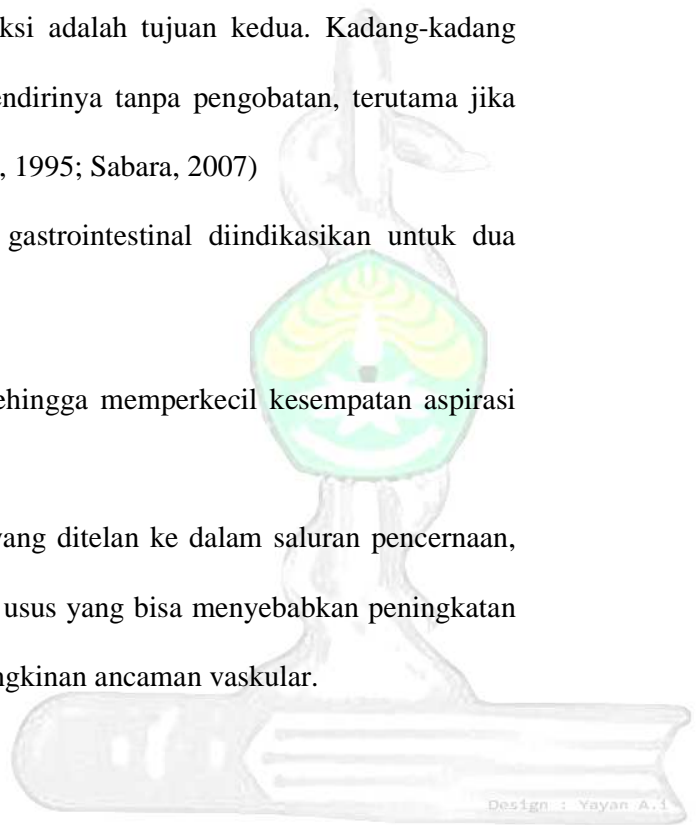 ksi adalah tujuan kedua. Kadang-kadang
endirinya tanpa pengobatan, terutama jika
, 1995; Sabara, 2007)
gastrointestinal diindikasikan untuk dua
ehingga memperkecil kesempatan aspirasi
yang ditelan ke dalam saluran pencernaan,
usus yang bisa menyebabkan peningkatan
ngkinan ancaman vaskular.
Design : Yayan A.i